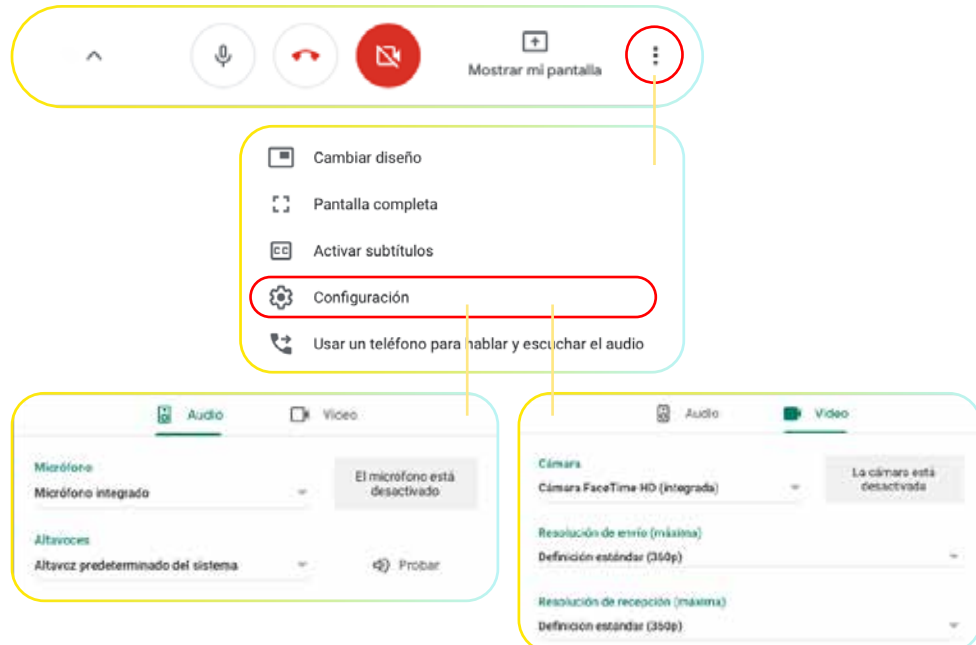 Mostrar mi pantalla
Cambiar diseño
Pantalla completa
CC
Activar subtítulos
Configuración
Usar un teléfono para hablar y escuchar el audio
Audio
Video
Micrófono
Micrófono integrado
El micrófono está
desactivado
Altavoces
Altavoz predeterminado del sistema
Probar
Audio
Video
Cámara
Cámara FaceTime HD (integrada)
La cámara está
desactivada
Resolución de envío (máxima)
Definición estándar (360p)
Resolución de recepción (máxima)
Definición estándar (360p)